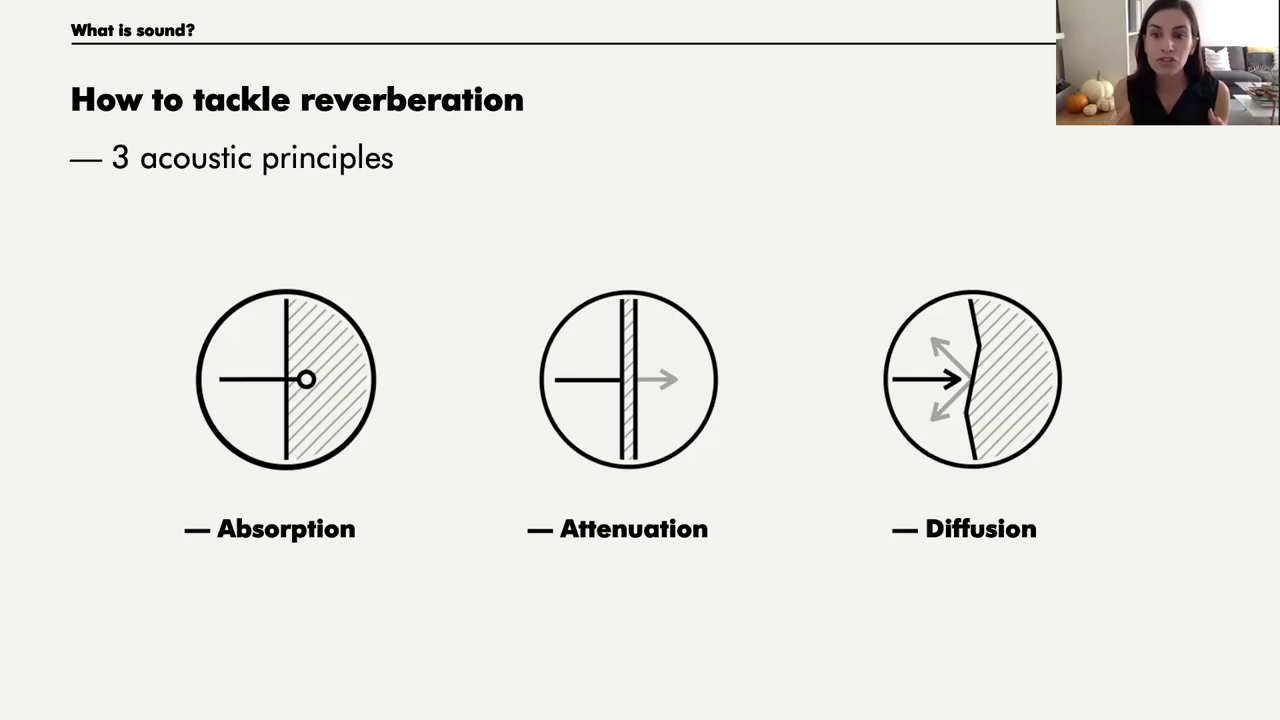 What is sound?
How to tackle reverberation
— 3 acoustic principles
— Absorption
— Attenuation
— Diffusion